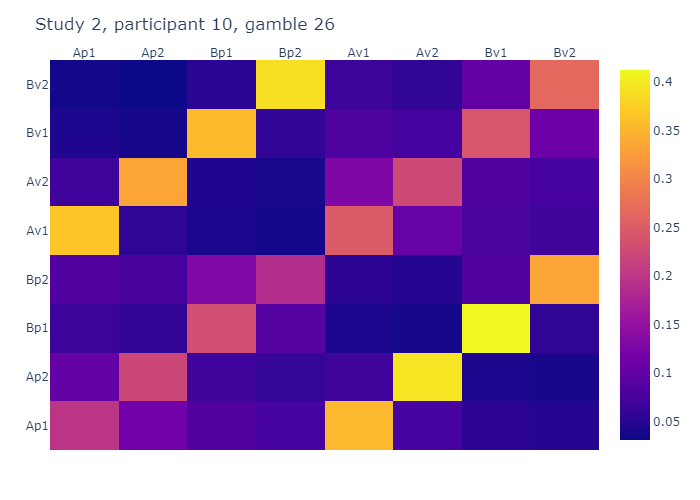 Study 2, participant 10, gamble 26
Ap1 Ap2 Bp1 Bp2 Av1 Av2 Bv1 Bv2
Bv2
Bv1
Av2
Av1
Bp2
Bp1
Ap2
Ap1
0.4
0.35
0.3
0.25
0.2
0.15
0.1
0.05